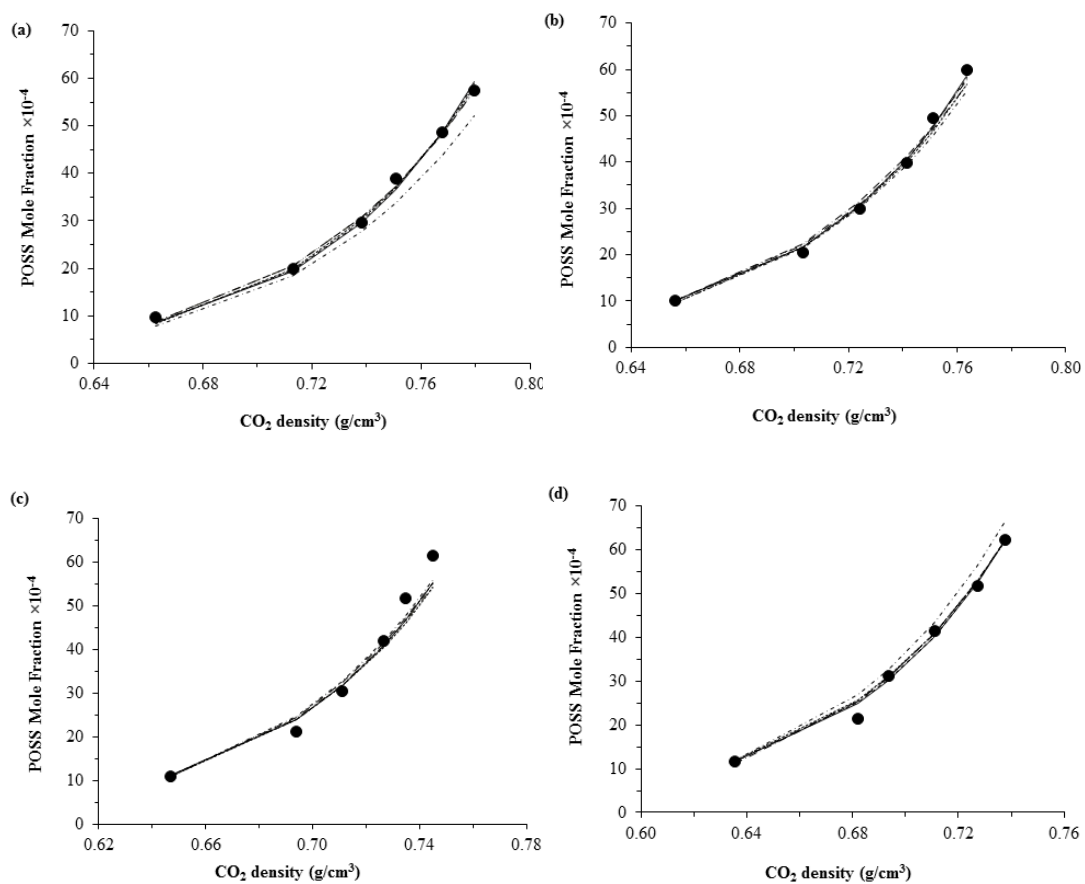 (a)
70
60
50
40
30
20
10
0
POSS Mole Fraction ×10⁻⁴
0.64 0.68 0.72 0.76 0.80
CO₂ density (g/cm³)
(b)
70
60
50
40
30
20
10
0
POSS Mole Fraction ×10⁻⁴
0.64 0.68 0.72 0.76 0.80
CO₂ density (g/cm³)
(c)
70
60
50
40
30
20
10
0
POSS Mole Fraction ×10⁻⁴
0.62 0.66 0.70 0.74 0.78
CO₂ density (g/cm³)
(d)
70
60
50
40
30
20
10
0
POSS Mole Fraction ×10⁻⁴
0.60 0.64 0.68 0.72 0.76
CO₂ density (g/cm³)